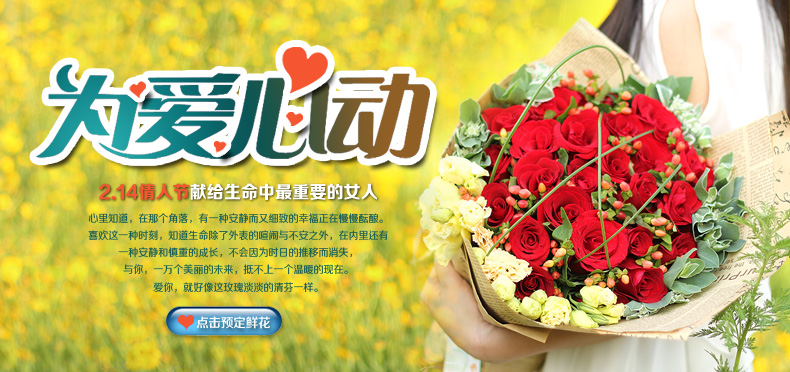 为爱心动
2.14情人节献给生命中最重要的女人
心里知道，在那个角落，有一种安静而又细致的幸福正在慢慢酝酿。
喜欢这一种时刻，知道生命除了外表的喧闹与不安之外，在内里还有
一种安静和慎重的成长，不会因为时日的推移而消失，
与你，一万个美丽的未来，抵不上一个温暖的现在。
爱你，就好像这玫瑰淡淡的清芬一样。
点击预定鲜花